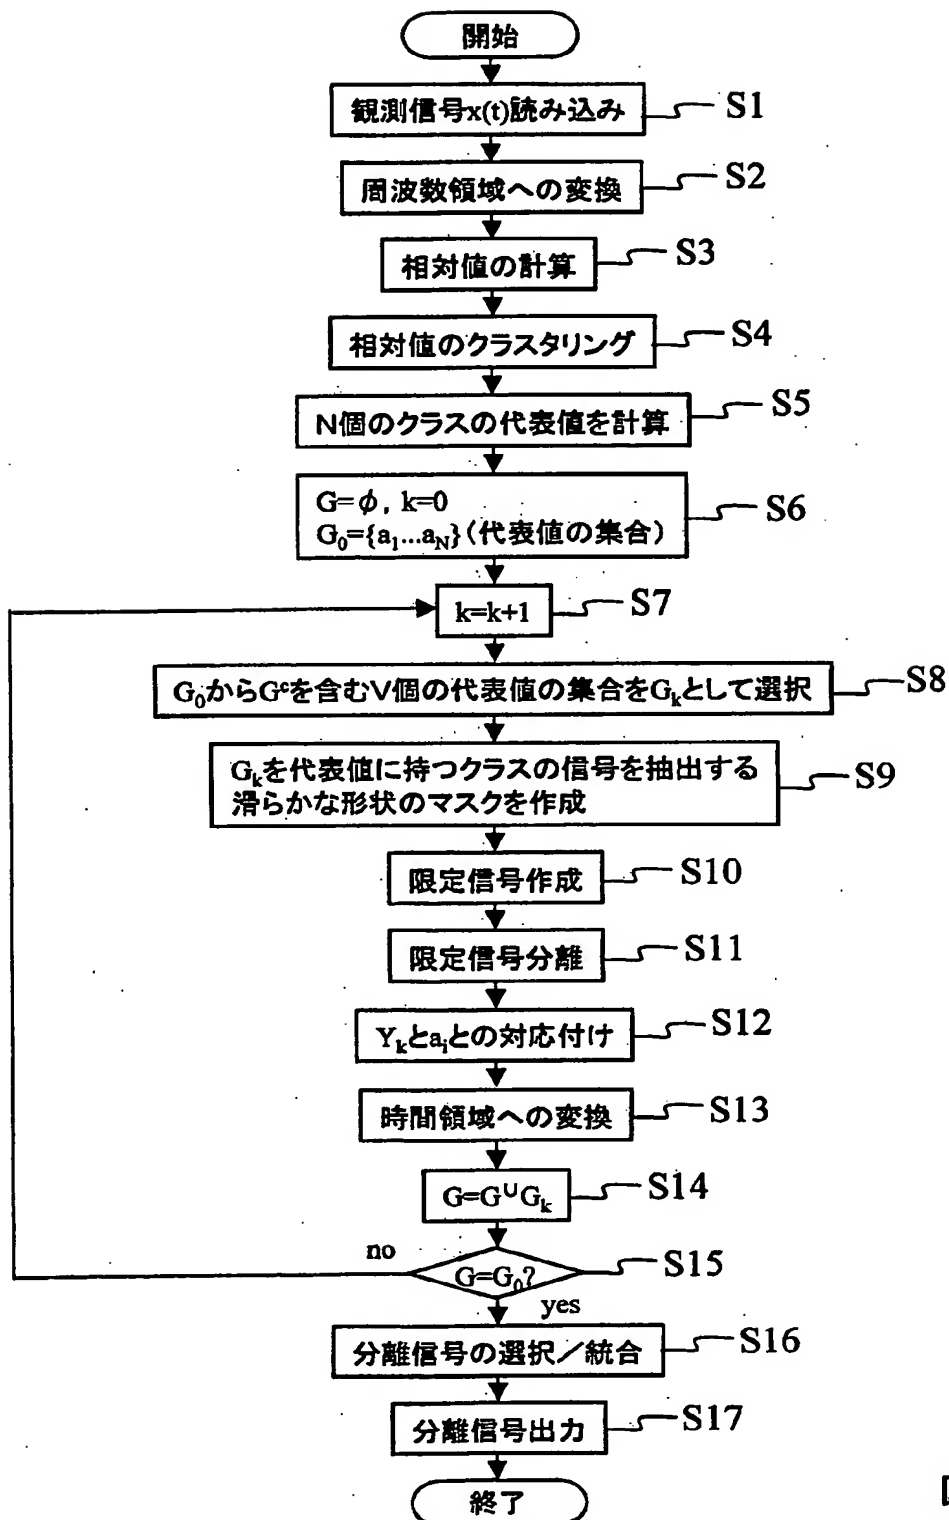 開始
観測信号x(t)読み込み S1
周波数領域への変換 S2
相対値の計算 S3
相対値のクラスタリング S4
N個のクラスの代表値を計算 S5
G=φ, k=0
G₀={a₁...a_N}(代表値の集合) S6
k=k+1 S7
G₀からGᶜを含むV個の代表値の集合をGₖとして選択 S8
Gₖを代表値に持つクラスの信号を抽出する
滑らかな形状のマスクを作成 S9
限定信号作成 S10
限定信号分離 S11
Yₖとaᵢとの対応付け S12
時間領域への変換 S13
G=G∪Gₖ S14
no
G=G₀? S15
yes
分離信号の選択／統合 S16
分離信号出力 S17
終了